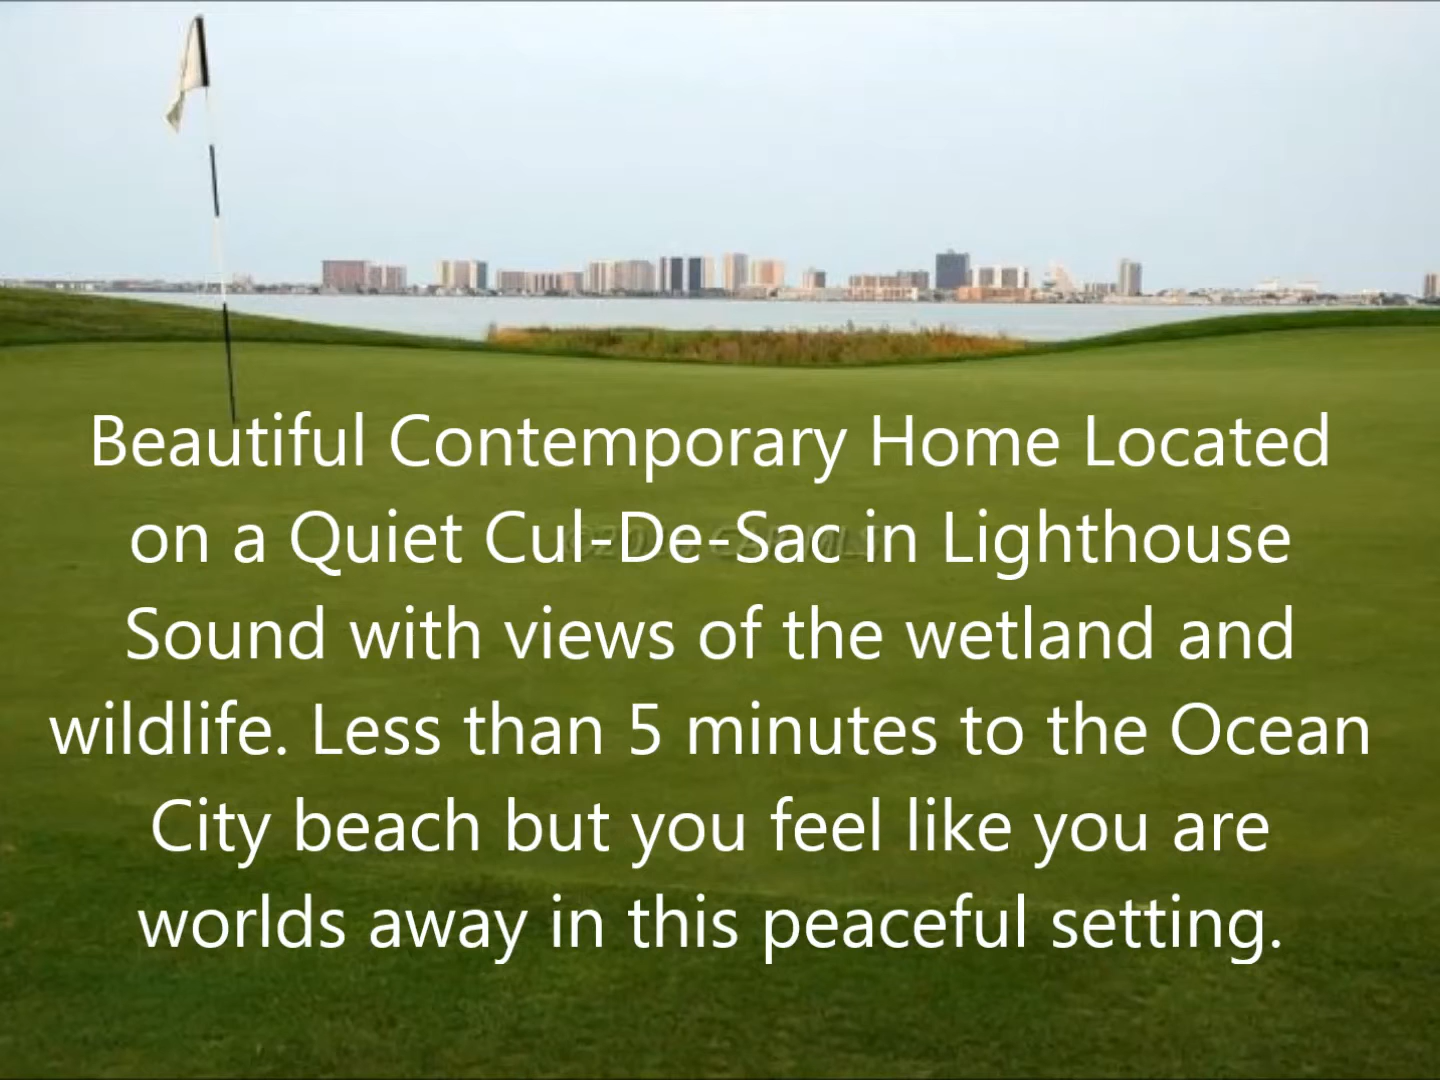 Beautiful Contemporary Home Located
on a Quiet Cul-De-Sac in Lighthouse
Sound with views of the wetland and
wildlife. Less than 5 minutes to the Ocean
City beach but you feel like you are
worlds away in this peaceful setting.